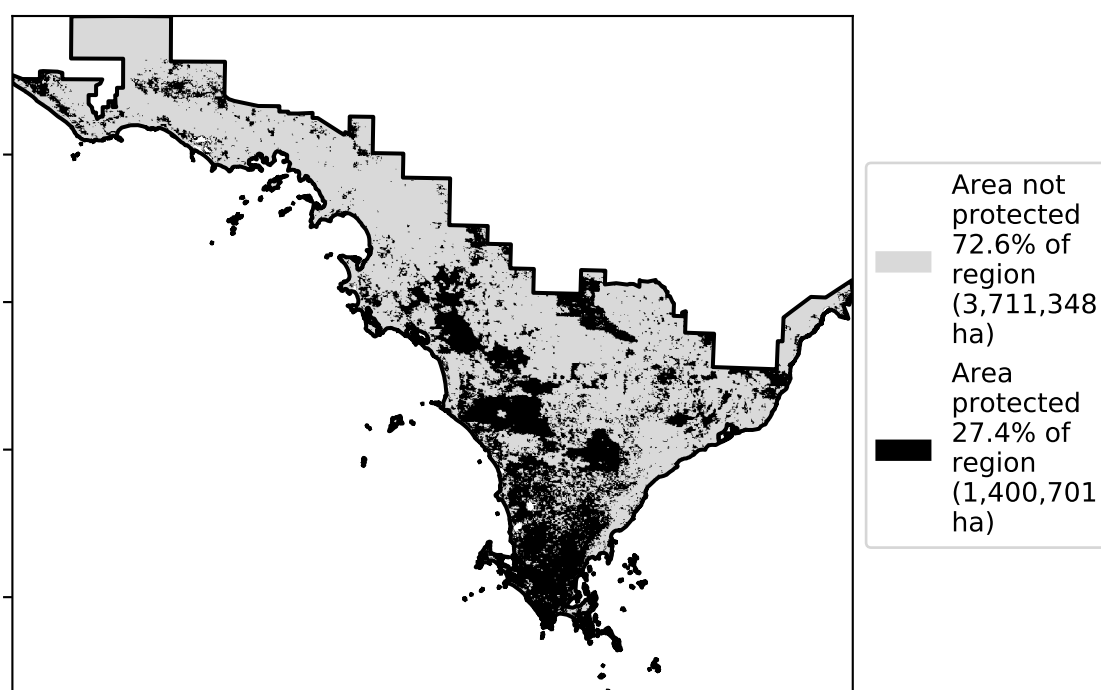 Area not
protected
72.6% of
region
(3,711,348
ha)
Area
protected
27.4% of
region
(1,400,701
ha)